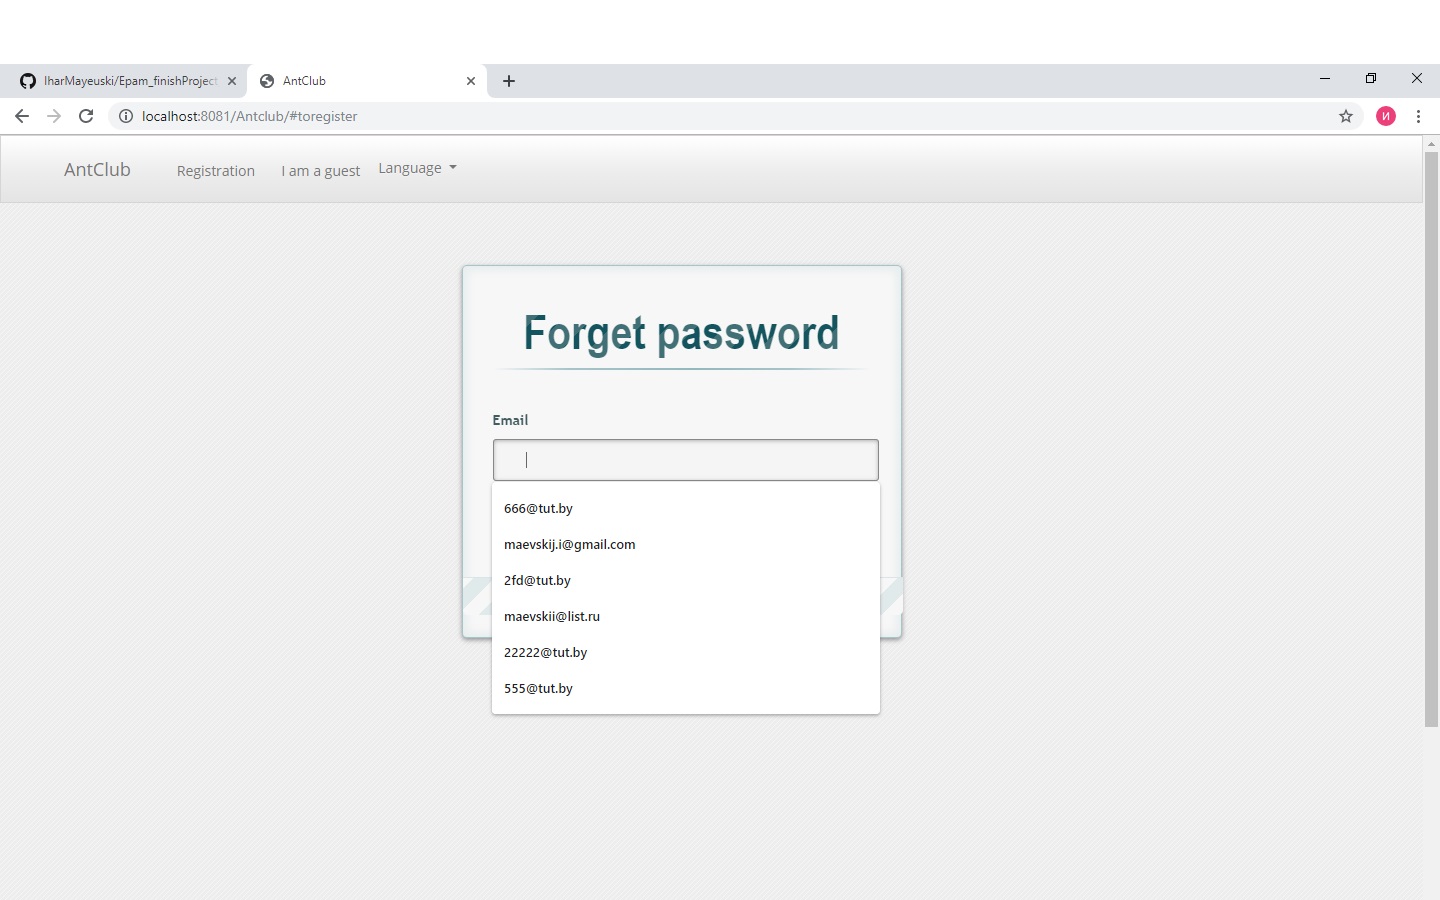 IharMayeuski/Epam_finishProject
AntClub
localhost:8081/Antclub/#toregister
И
AntClub
Registration
I am a guest
Language
Forget password
Email
666@tut.by
maevskij.i@gmail.com
2fd@tut.by
maevskii@list.ru
22222@tut.by
555@tut.by